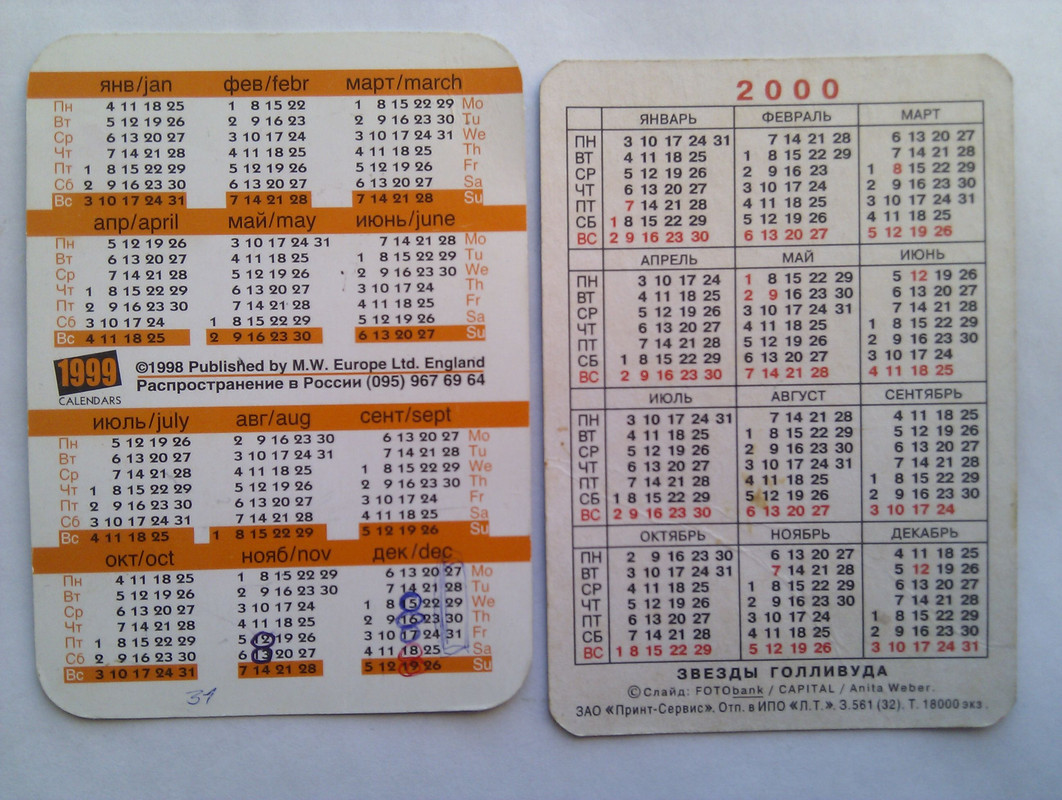 янв/jan фев/febr март/march
Пн 4 11 18 25 1 8 15 22 1 8 15 22 29 Mo
Вт 5 12 19 26 2 9 16 23 2 9 16 23 30 Tu
Ср 6 13 20 27 3 10 17 24 3 10 17 24 31 We
Чт 7 14 21 28 4 11 18 25 4 11 18 25 Th
Пт 1 8 15 22 29 5 12 19 26 5 12 19 26 Fr
Сб 2 9 16 23 30 6 13 20 27 6 13 20 27 Sa
Вс 3 10 17 24 31 7 14 21 28 7 14 21 28 Su
апр/april май/may июнь/june
Пн 5 12 19 26 3 10 17 24 31 7 14 21 28 Mo
Вт 6 13 20 27 4 11 18 25 1 8 15 22 29 Tu
Ср 7 14 21 28 5 12 19 26 2 9 16 23 30 We
Чт 1 8 15 22 29 6 13 20 27 3 10 17 24 Th
Пт 2 9 16 23 30 7 14 21 28 4 11 18 25 Fr
Сб 3 10 17 24 1 8 15 22 29 5 12 19 26 Sa
Вс 4 11 18 25 2 9 16 23 30 6 13 20 27 Su
1999
CALENDARS
©1998 Published by M.W. Europe Ltd. England
Распространение в России (095) 967 69 64
июль/july авг/aug сент/sept
Пн 5 12 19 26 2 9 16 23 30 6 13 20 27 Mo
Вт 6 13 20 27 3 10 17 24 31 7 14 21 28 Tu
Ср 7 14 21 28 4 11 18 25 1 8 15 22 29 We
Чт 1 8 15 22 29 5 12 19 26 2 9 16 23 30 Th
Пт 2 9 16 23 30 6 13 20 27 3 10 17 24 Fr
Сб 3 10 17 24 31 7 14 21 28 4 11 18 25 Sa
Вс 4 11 18 25 1 8 15 22 29 5 12 19 26 Su
окт/oct нояб/nov дек/dec
Пн 4 11 18 25 1 8 15 22 29 6 13 20 27 Mo
Вт 5 12 19 26 2 9 16 23 30 7 14 21 28 Tu
Ср 6 13 20 27 3 10 17 24 1 8 15 22 29 We
Чт 7 14 21 28 4 11 18 25 2 9 16 23 30 Th
Пт 1 8 15 22 29 5 12 19 26 3 10 17 24 31 Fr
Сб 2 9 16 23 30 6 13 20 27 4 11 18 25 Sa
Вс 3 10 17 24 31 7 14 21 28 5 12 19 26 Su
31
2000
ЯНВАРЬ ФЕВРАЛЬ МАРТ
ПН 3 10 17 24 31 7 14 21 28 6 13 20 27
ВТ 4 11 18 25 1 8 15 22 29 7 14 21 28
СР 5 12 19 26 2 9 16 23 1 8 15 22 29
ЧТ 6 13 20 27 3 10 17 24 2 9 16 23 30
ПТ 7 14 21 28 4 11 18 25 3 10 17 24 31
СБ 1 8 15 22 29 5 12 19 26 4 11 18 25
ВС 2 9 16 23 30 6 13 20 27 5 12 19 26
АПРЕЛЬ МАЙ ИЮНЬ
ПН 3 10 17 24 1 8 15 22 29 5 12 19 26
ВТ 4 11 18 25 2 9 16 23 30 6 13 20 27
СР 5 12 19 26 3 10 17 24 31 7 14 21 28
ЧТ 6 13 20 27 4 11 18 25 1 8 15 22 29
ПТ 7 14 21 28 5 12 19 26 2 9 16 23 30
СБ 1 8 15 22 29 6 13 20 27 3 10 17 24
ВС 2 9 16 23 30 7 14 21 28 4 11 18 25
ИЮЛЬ АВГУСТ СЕНТЯБРЬ
ПН 3 10 17 24 31 7 14 21 28 4 11 18 25
ВТ 4 11 18 25 1 8 15 22 29 5 12 19 26
СР 5 12 19 26 2 9 16 23 30 6 13 20 27
ЧТ 6 13 20 27 3 10 17 24 31 7 14 21 28
ПТ 7 14 21 28 4 11 18 25 1 8 15 22 29
СБ 1 8 15 22 29 5 12 19 26 2 9 16 23 30
ВС 2 9 16 23 30 6 13 20 27 3 10 17 24
ОКТЯБРЬ НОЯБРЬ ДЕКАБРЬ
ПН 2 9 16 23 30 6 13 20 27 4 11 18 25
ВТ 3 10 17 24 31 7 14 21 28 5 12 19 26
СР 4 11 18 25 1 8 15 22 29 6 13 20 27
ЧТ 5 12 19 26 2 9 16 23 30 7 14 21 28
ПТ 6 13 20 27 3 10 17 24 1 8 15 22 29
СБ 7 14 21 28 4 11 18 25 2 9 16 23 30
ВС 1 8 15 22 29 5 12 19 26 3 10 17 24 31
ЗВЕЗДЫ ГОЛЛИВУДА
© Слайд: FOTObank / CAPITAL / Anita Weber.
ЗАО «Принт-Сервис». Отп. в ИПО «Л.Т.». З.561 (32). Т. 18000 экз.